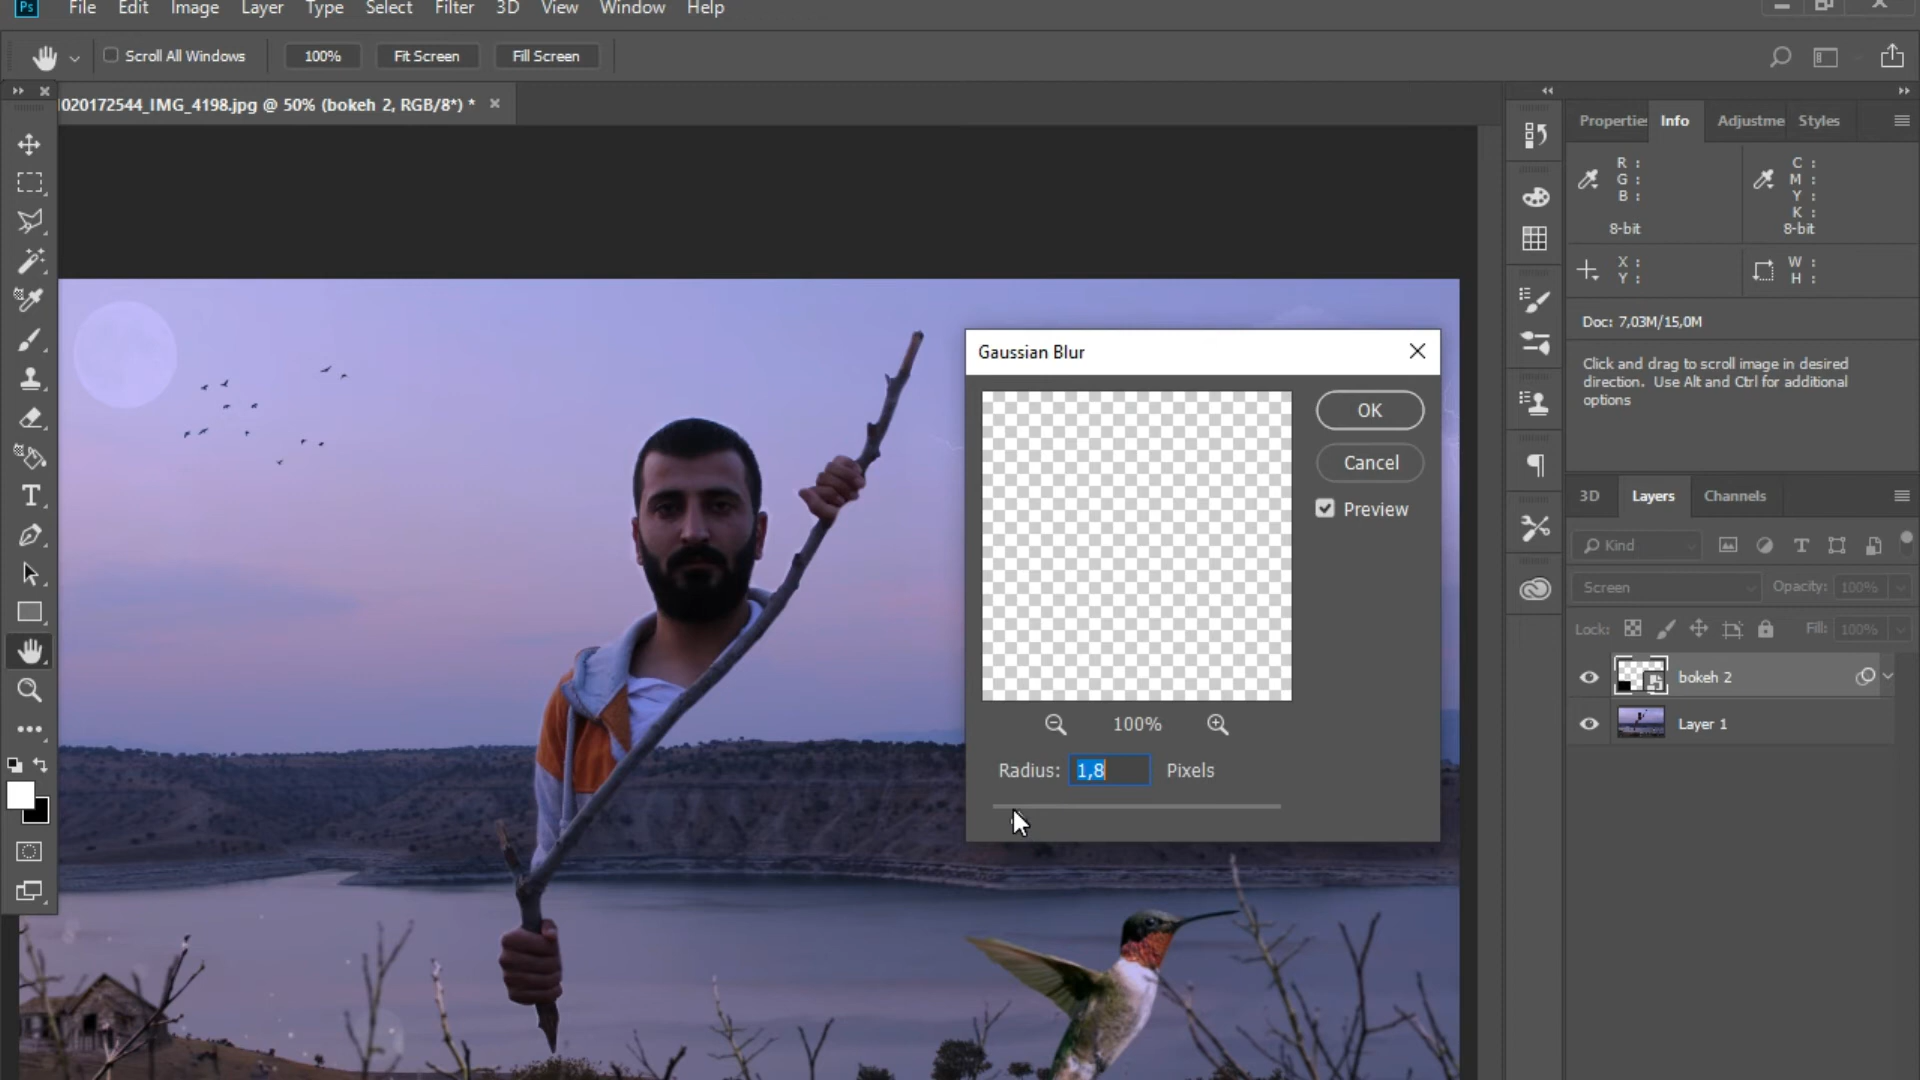 Ps File Edit Image Layer Type Select Filter 3D View Window Help
Scroll All Windows 100% Fit Screen Fill Screen
020172544_IMG_4198.jpg @ 50% (bokeh 2, RGB/8*) *
Properties Info Adjustme Styles
R : C :
G : M :
B : Y :
K :
8-bit 8-bit
X : W :
Y : H :
Doc: 7,03M/15,0M
Click and drag to scroll image in desired
direction. Use Alt and Ctrl for additional
options
Gaussian Blur
OK
Cancel
Preview
100%
Radius: 1,8 Pixels
3D Layers Channels
Kind
Screen Opacity: 100%
Lock: Fill: 100%
bokeh 2
Layer 1